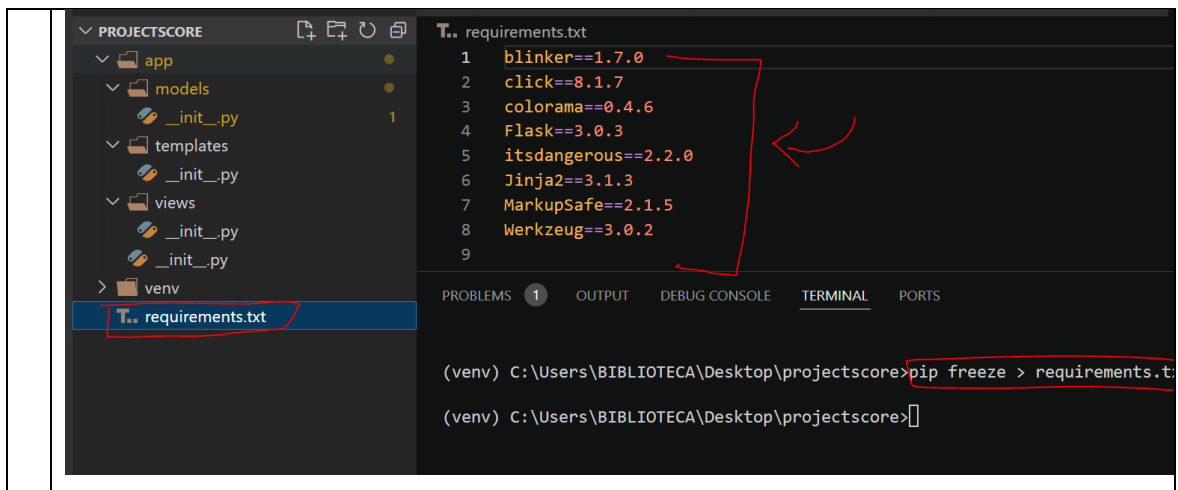 PROJECTSCORE
app
models
__init__.py 1
templates
__init__.py
views
__init__.py
__init__.py
venv
T.. requirements.txt
T.. requirements.txt
1 blinker==1.7.0
2 click==8.1.7
3 colorama==0.4.6
4 Flask==3.0.3
5 itsdangerous==2.2.0
6 Jinja2==3.1.3
7 MarkupSafe==2.1.5
8 Werkzeug==3.0.2
9
PROBLEMS 1 OUTPUT DEBUG CONSOLE TERMINAL PORTS
(venv) C:\Users\BIBLIOTECA\Desktop\projectscore>pip freeze > requirements.t
(venv) C:\Users\BIBLIOTECA\Desktop\projectscore>